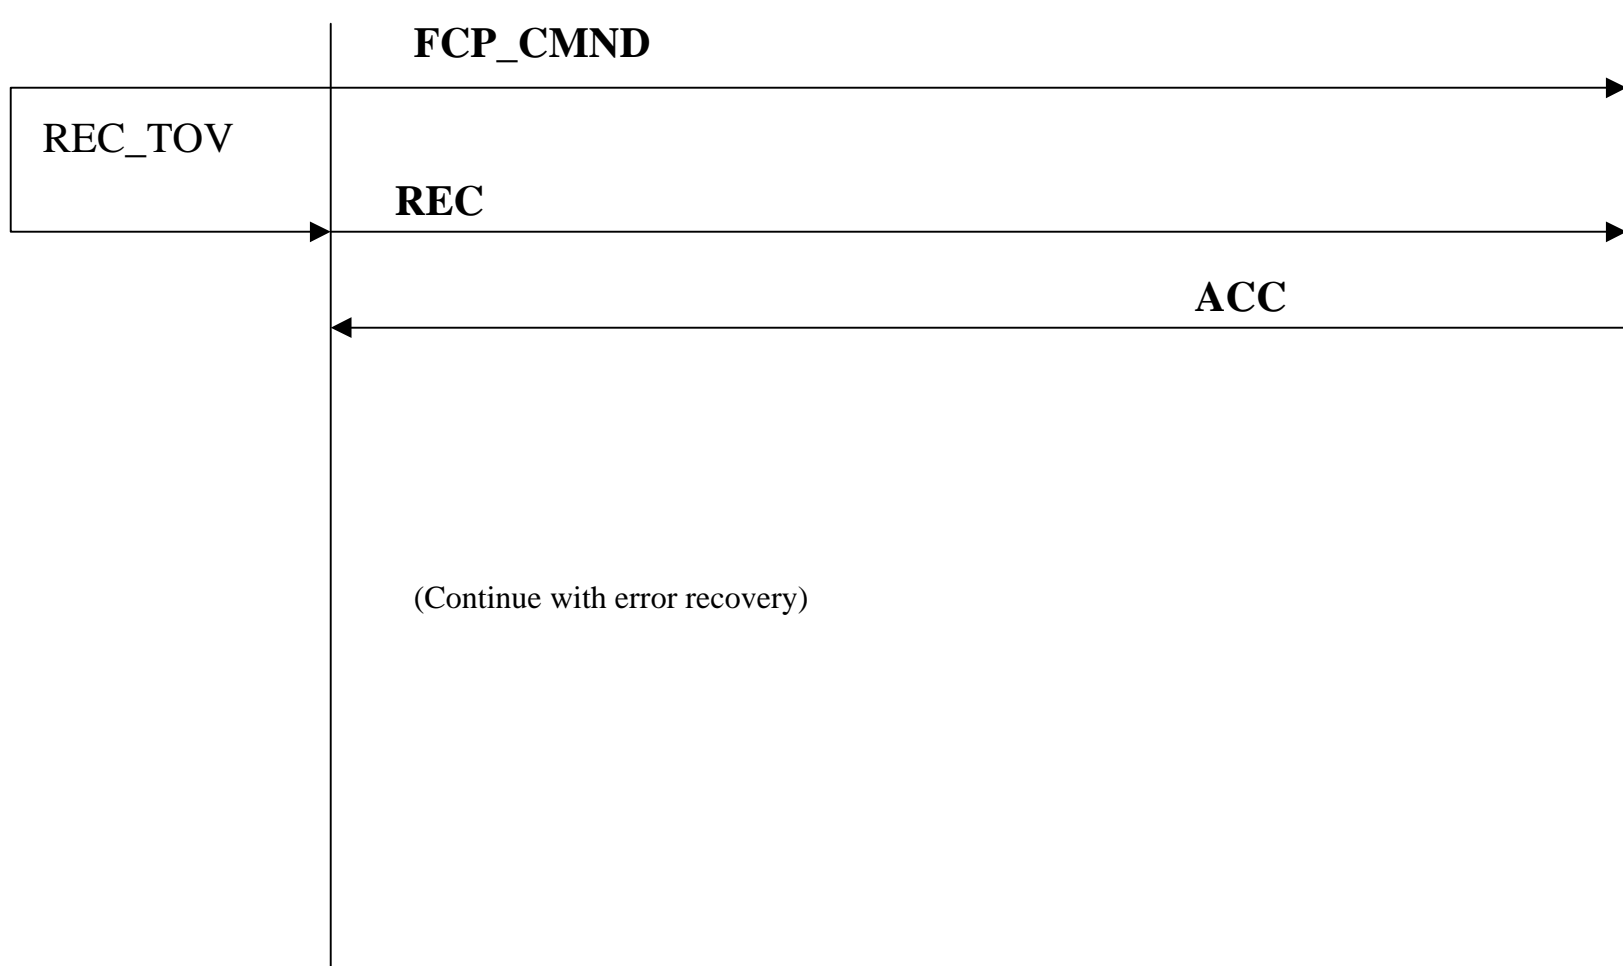 FCP_CMND
REC_TOV
REC
ACC
(Continue with error recovery)